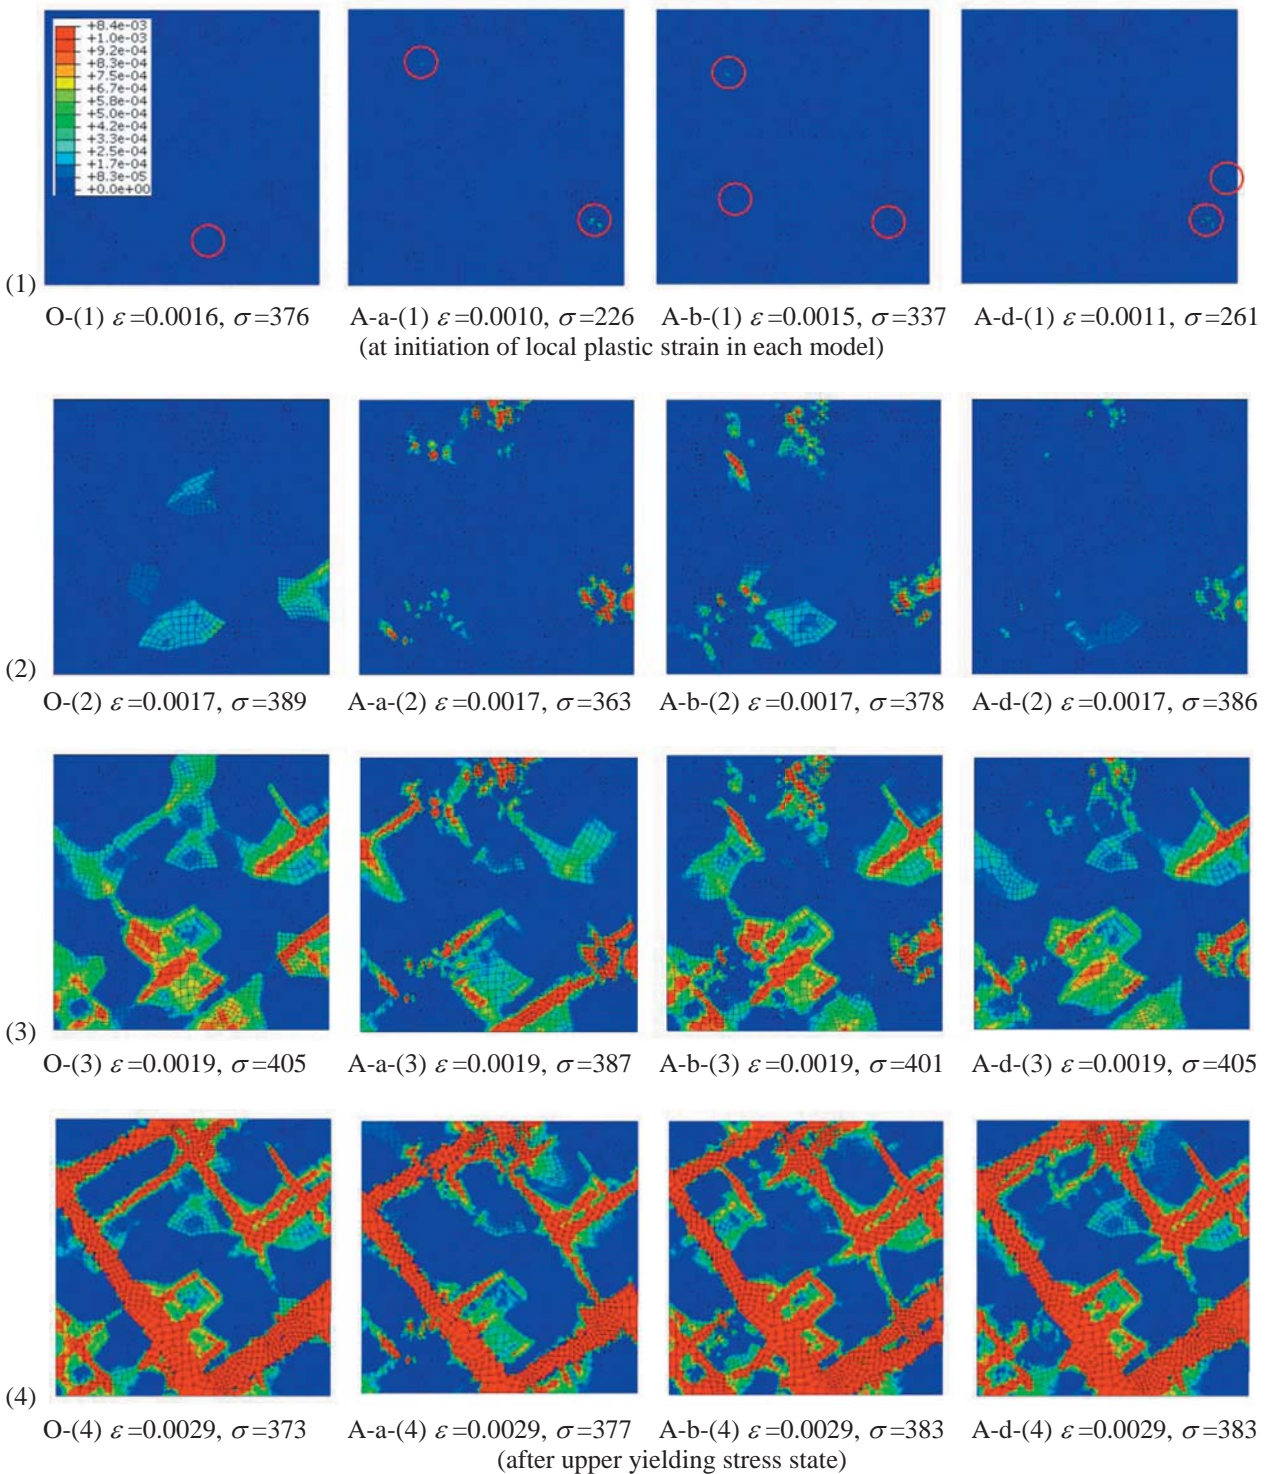 +8.4e-03
+1.0e-03
+9.2e-04
+8.3e-04
+7.5e-04
+6.7e-04
+5.8e-04
+5.0e-04
+4.2e-04
+3.3e-04
+2.5e-04
+1.7e-04
+8.3e-05
+0.0e+00
(1)
O-(1) ε=0.0016, σ=376 A-a-(1) ε=0.0010, σ=226 A-b-(1) ε=0.0015, σ=337 A-d-(1) ε=0.0011, σ=261
(at initiation of local plastic strain in each model)
(2)
O-(2) ε=0.0017, σ=389 A-a-(2) ε=0.0017, σ=363 A-b-(2) ε=0.0017, σ=378 A-d-(2) ε=0.0017, σ=386
(3)
O-(3) ε=0.0019, σ=405 A-a-(3) ε=0.0019, σ=387 A-b-(3) ε=0.0019, σ=401 A-d-(3) ε=0.0019, σ=405
(4)
O-(4) ε=0.0029, σ=373 A-a-(4) ε=0.0029, σ=377 A-b-(4) ε=0.0029, σ=383 A-d-(4) ε=0.0029, σ=383
(after upper yielding stress state)